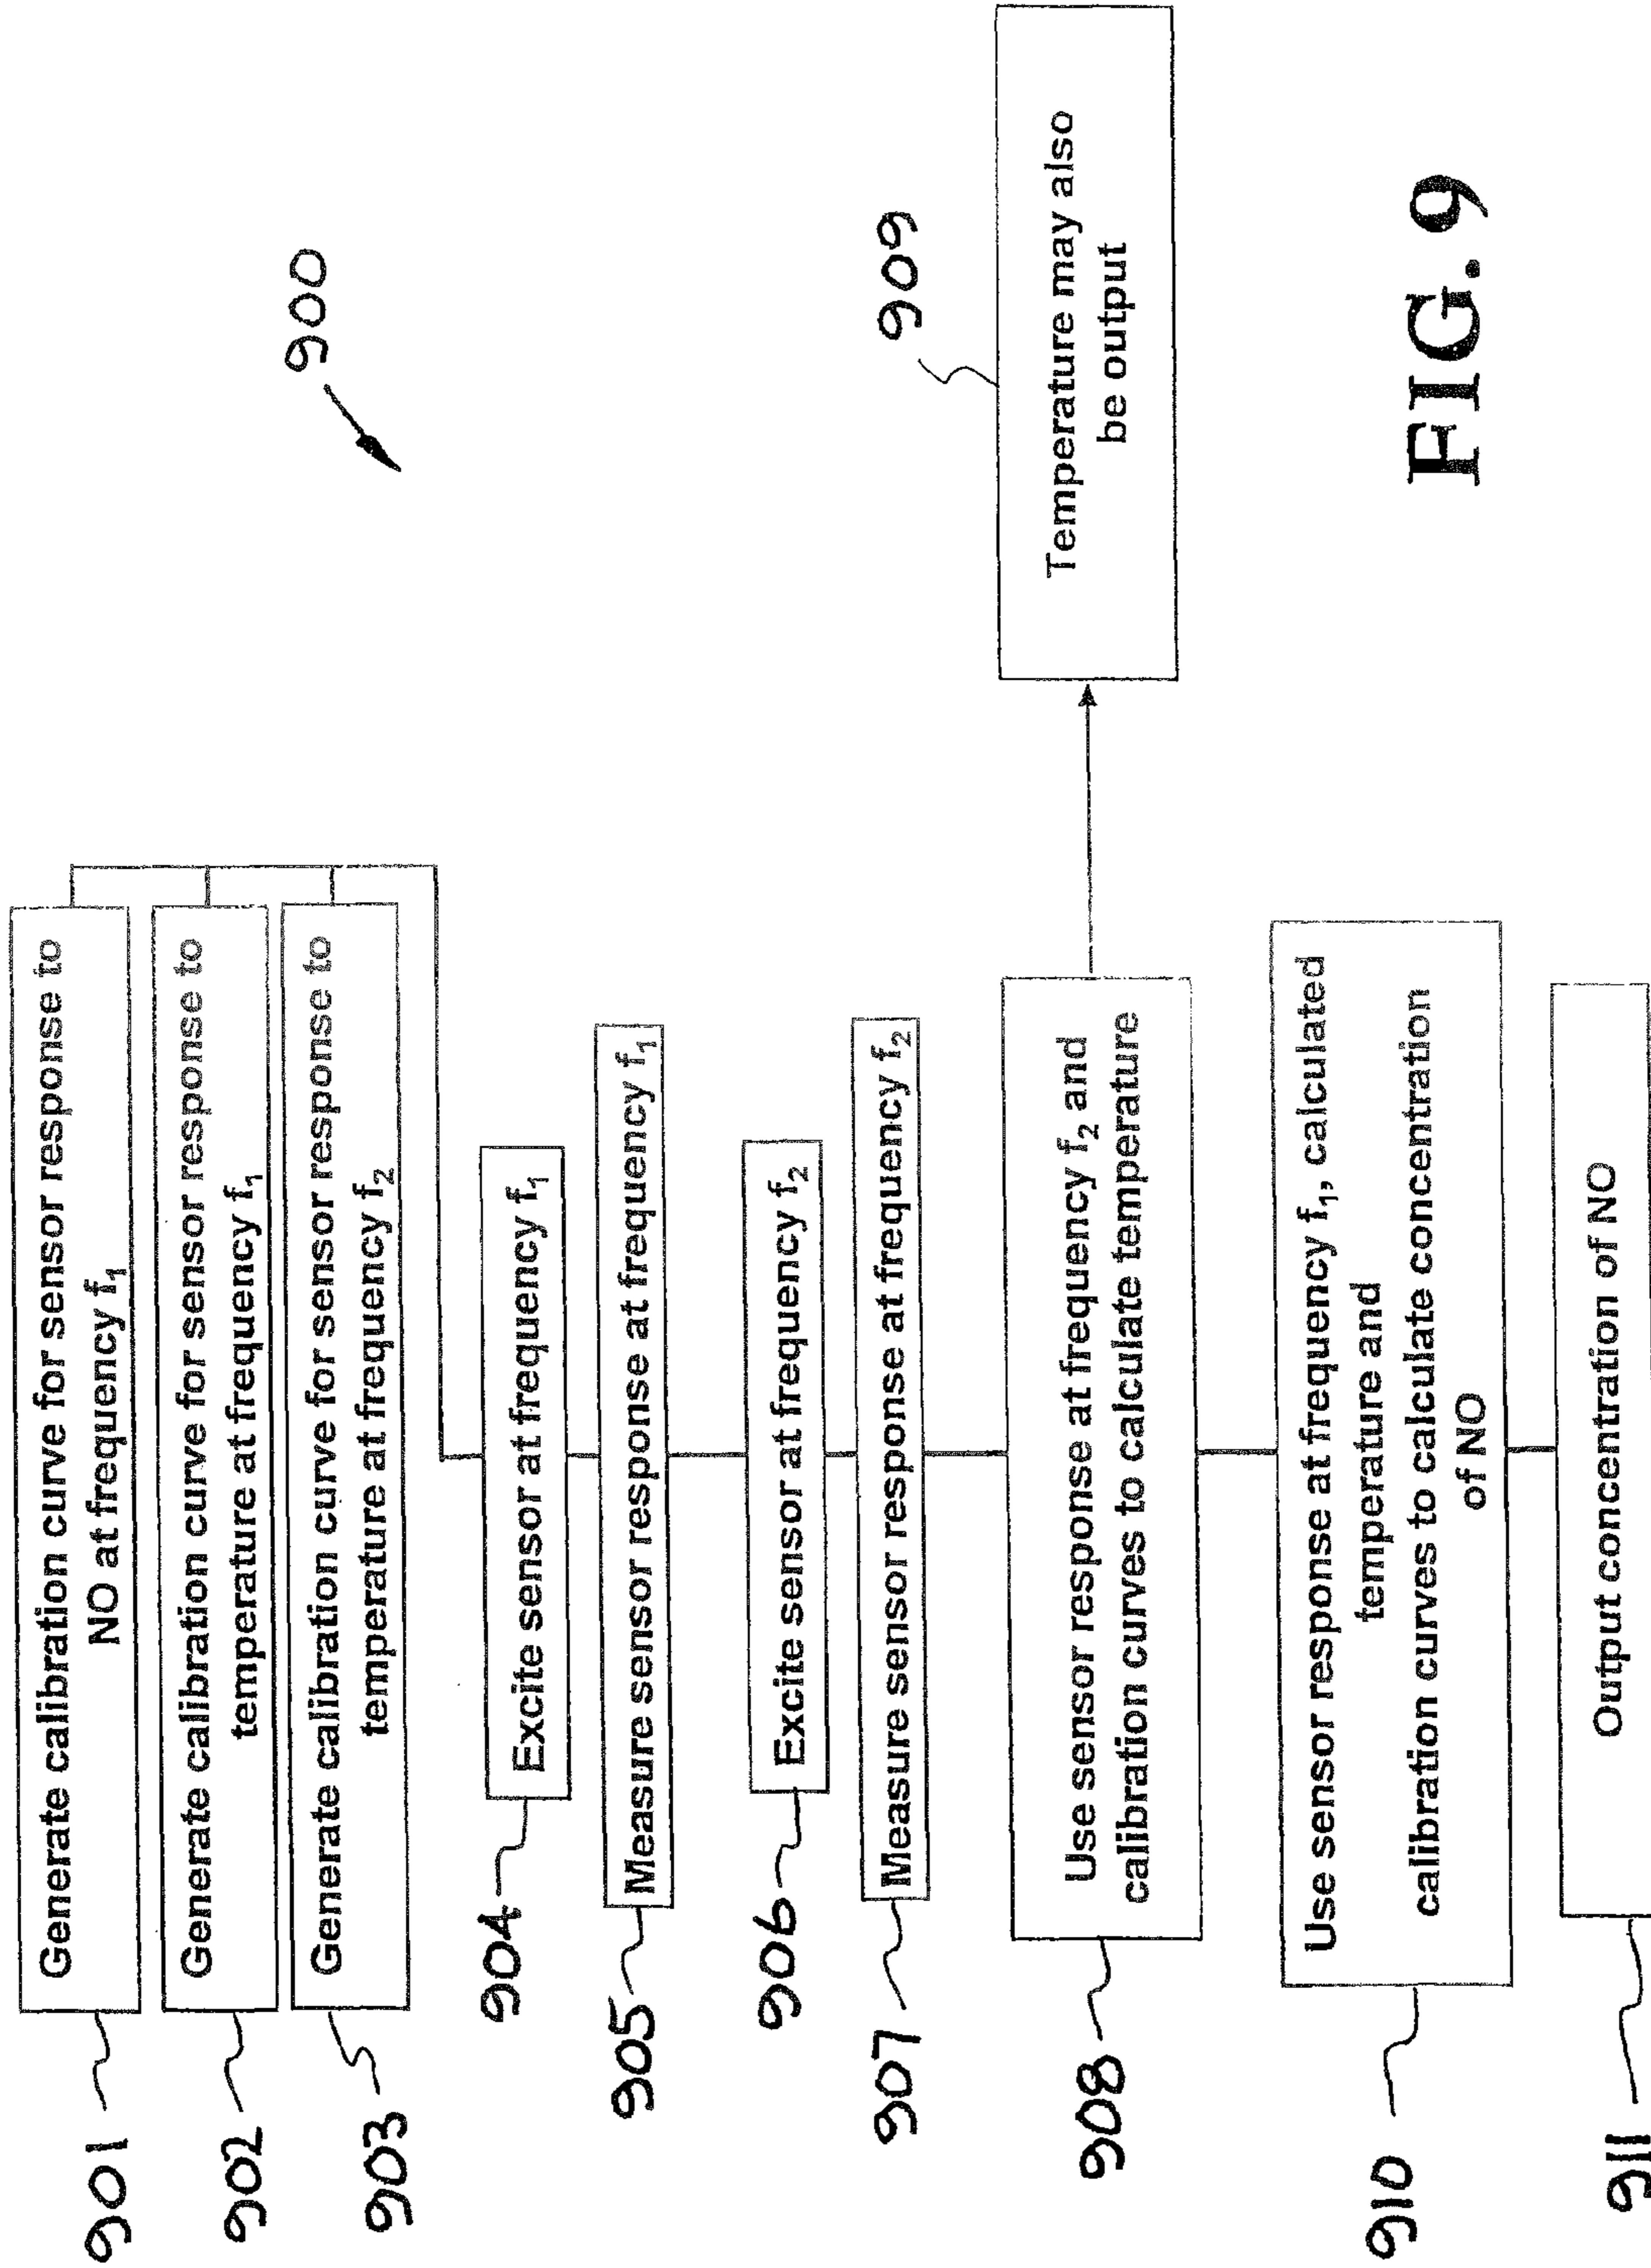 901
Generate calibration curve for sensor response to
NO at frequency f₁
902
Generate calibration curve for sensor response to
temperature at frequency f₁
903
Generate calibration curve for sensor response to
temperature at frequency f₂
900
904
Excite sensor at frequency f₁
905
Measure sensor response at frequency f₁
906
Excite sensor at frequency f₂
907
Measure sensor response at frequency f₂
908
Use sensor response at frequency f₂ and
calibration curves to calculate temperature
909
Temperature may also
be output
910
Use sensor response at frequency f₁, calculated
temperature and
calibration curves to calculate concentration
of NO
911
Output concentration of NO
FIG. 9